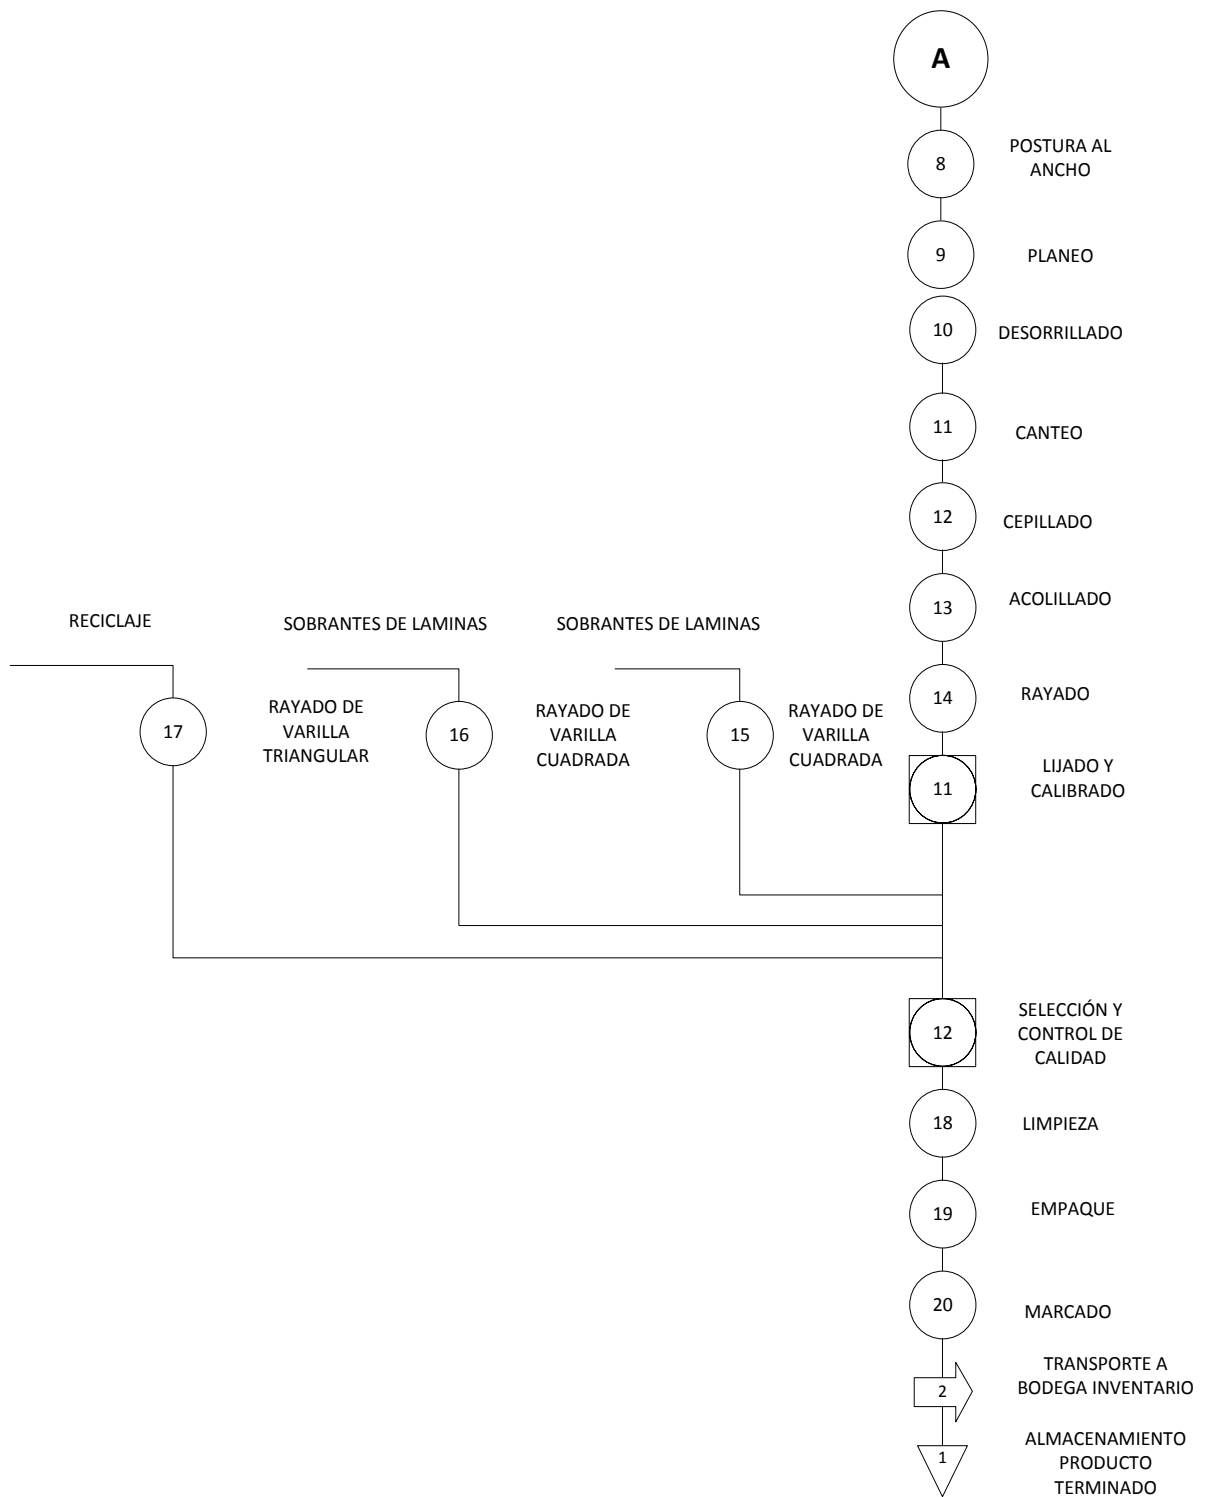 A
8
POSTURA AL
ANCHO
9
PLANEO
10
DESORRILLADO
11
CANTEO
12
CEPILLADO
13
ACOLILLADO
RECICLAJE
SOBRANTES DE LAMINAS
SOBRANTES DE LAMINAS
14
RAYADO
17
RAYADO DE
VARILLA
TRIANGULAR
16
RAYADO DE
VARILLA
CUADRADA
15
RAYADO DE
VARILLA
CUADRADA
11
LIJADO Y
CALIBRADO
12
SELECCIÓN Y
CONTROL DE
CALIDAD
18
LIMPIEZA
19
EMPAQUE
20
MARCADO
2
TRANSPORTE A
BODEGA INVENTARIO
1
ALMACENAMIENTO
PRODUCTO
TERMINADO